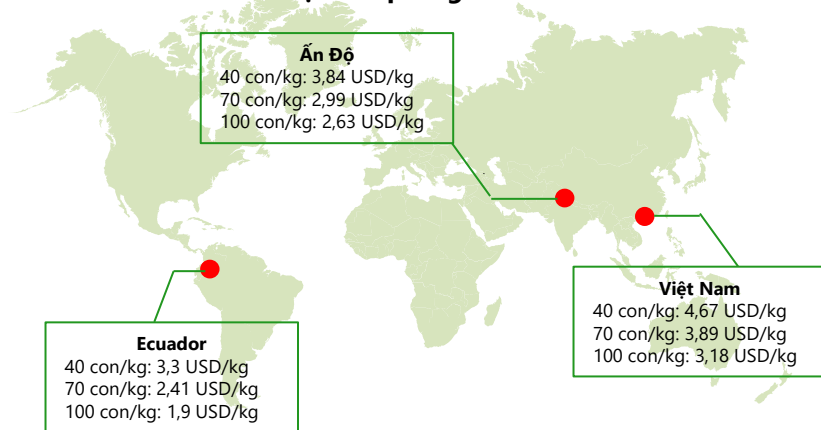 Ấn Độ
40 con/kg: 3,84 USD/kg
70 con/kg: 2,99 USD/kg
100 con/kg: 2,63 USD/kg
Việt Nam
40 con/kg: 4,67 USD/kg
70 con/kg: 3,89 USD/kg
100 con/kg: 3,18 USD/kg
Ecuador
40 con/kg: 3,3 USD/kg
70 con/kg: 2,41 USD/kg
100 con/kg: 1,9 USD/kg